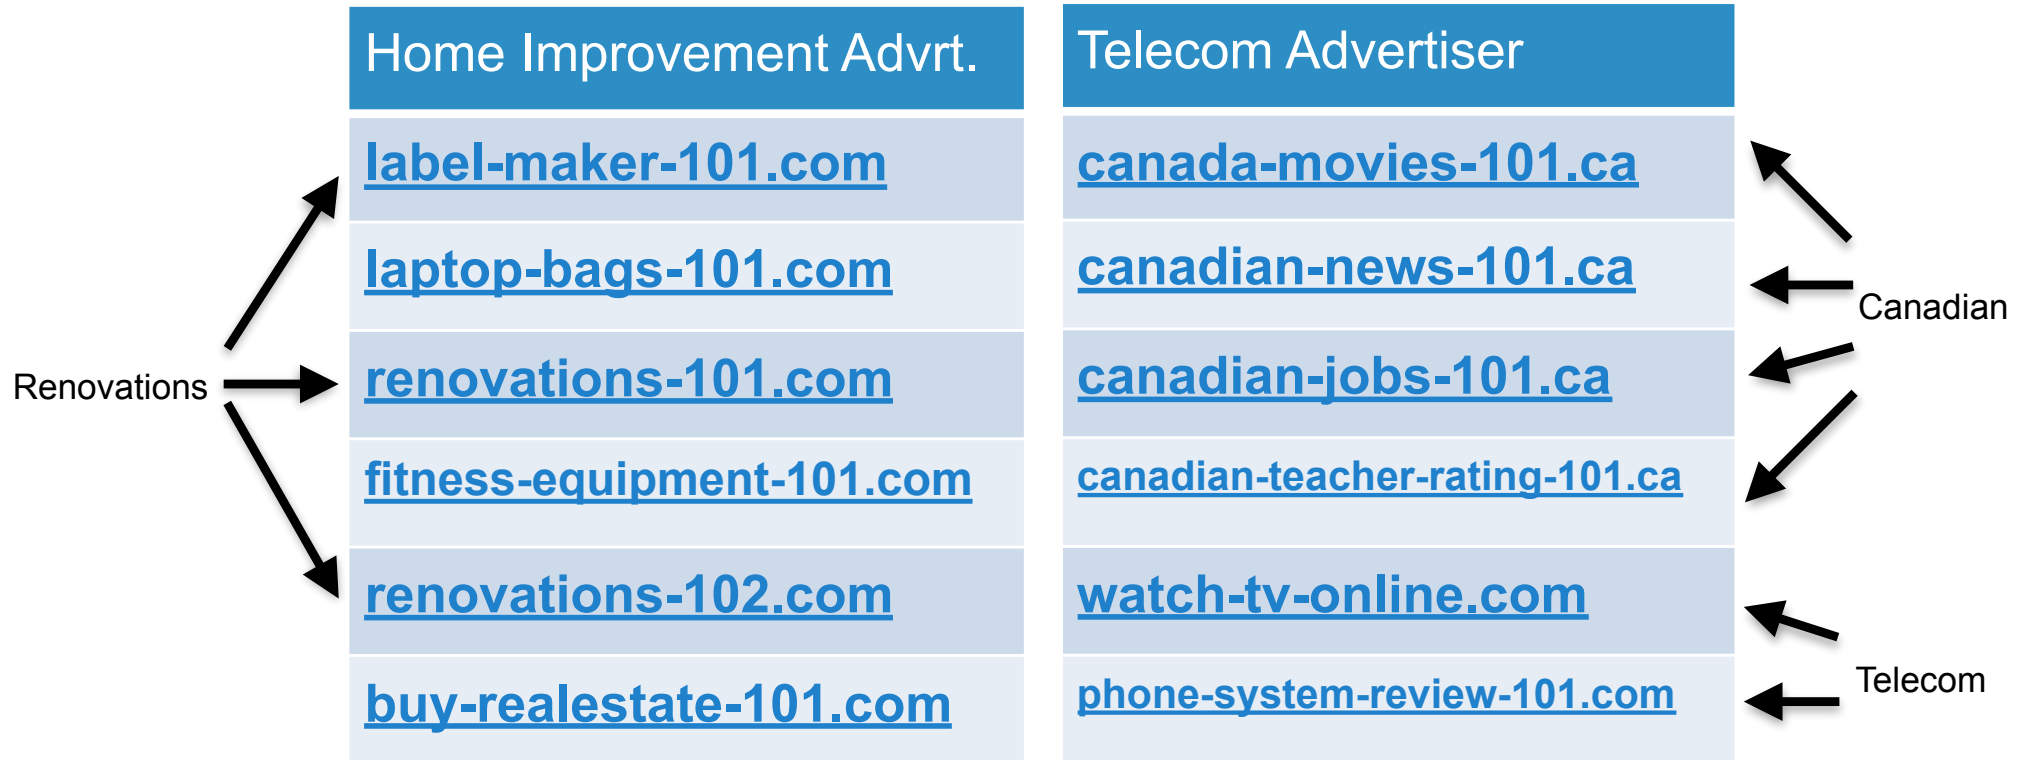 Home Improvement Advrt.
label-maker-101.com
laptop-bags-101.com
renovations-101.com
fitness-equipment-101.com
renovations-102.com
buy-realestate-101.com
Renovations
Telecom Advertiser
canada-movies-101.ca
canadian-news-101.ca
canadian-jobs-101.ca
canadian-teacher-rating-101.ca
watch-tv-online.com
phone-system-review-101.com
Canadian
Telecom